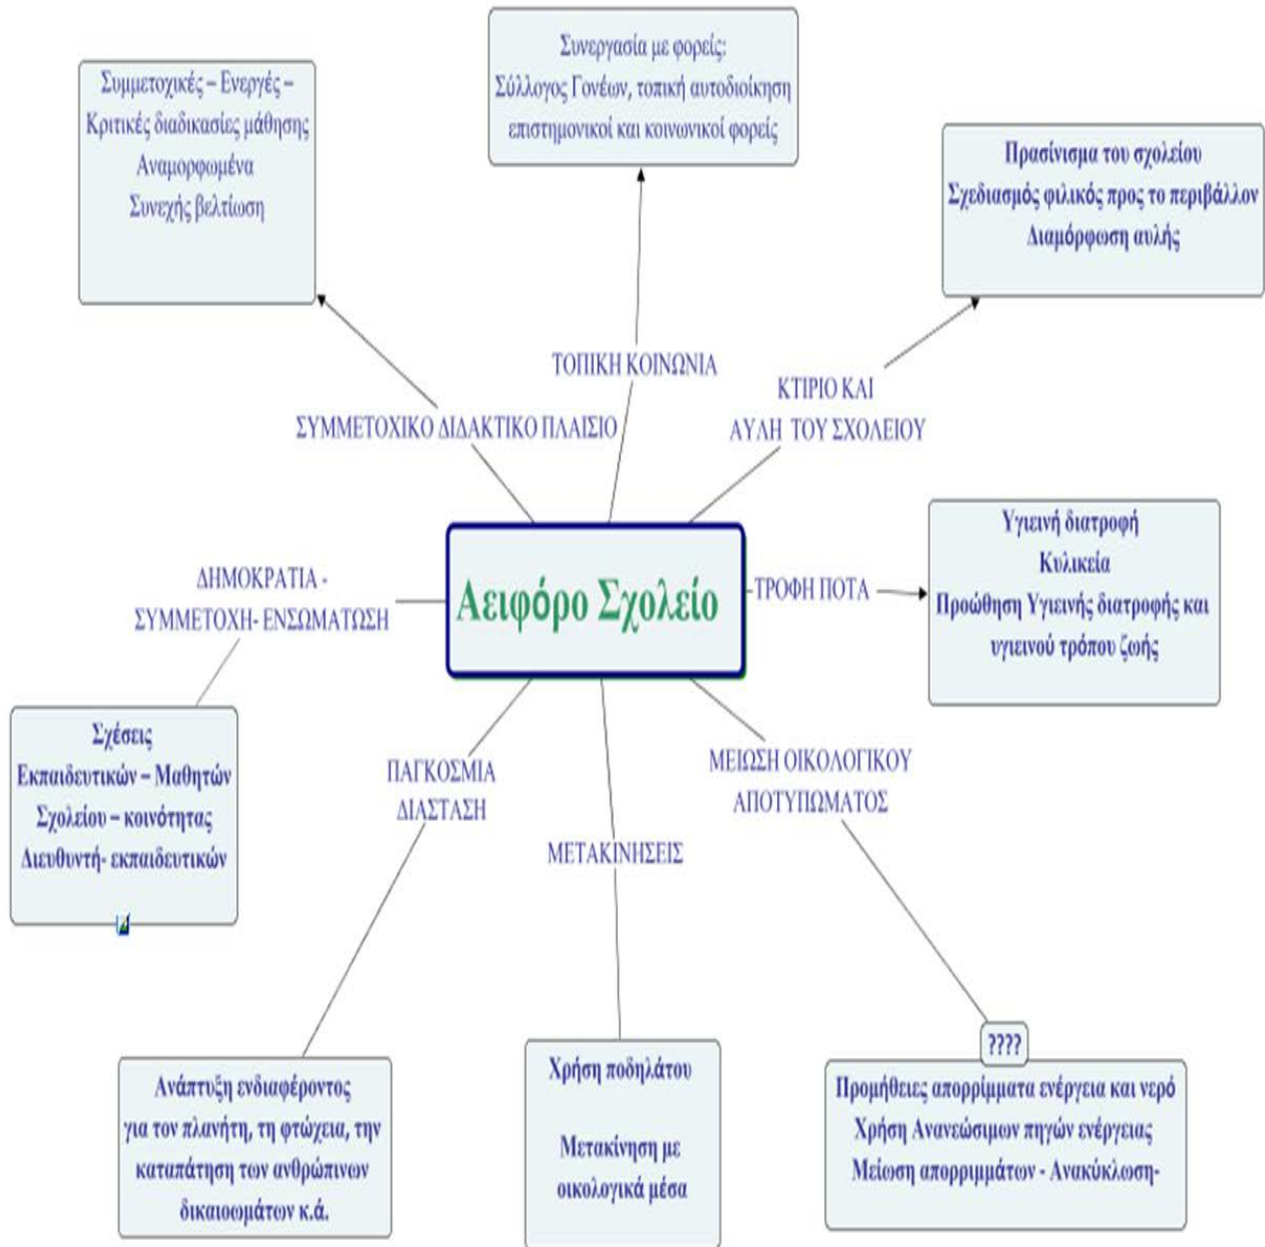 Συμμετοχικές – Ενεργές –
Κριτικές διαδικασίες μάθησης
Αναμορφωμένα
Συνεχής βελτίωση
Συνεργασία με φορείς:
Σύλλογος Γονέων, τοπική αυτοδιοίκηση
επιστημονικοί και κοινωνικοί φορείς
Πρασίνισμα του σχολείου
Σχεδιασμός φιλικός προς το περιβάλλον
Διαμόρφωση αυλής
ΤΟΠΙΚΗ ΚΟΙΝΩΝΙΑ
ΚΤΙΡΙΟ ΚΑΙ
ΑΥΛΗ ΤΟΥ ΣΧΟΛΕΙΟΥ
ΣΥΜΜΕΤΟΧΙΚΟ ΔΙΔΑΚΤΙΚΟ ΠΛΑΙΣΙΟ
Αειφόρο Σχολείο
ΤΡΟΦΗ ΠΟΤΑ
Υγιεινή διατροφή
Κυλικεία
Προώθηση Υγιεινής διατροφής και
υγιεινού τρόπου ζωής
ΔΗΜΟΚΡΑΤΙΑ -
ΣΥΜΜΕΤΟΧΗ- ΕΝΣΩΜΑΤΩΣΗ
Σχέσεις
Εκπαιδευτικών – Μαθητών
Σχολείου – κοινότητας
Διευθυντή- εκπαιδευτικών
ΠΑΓΚΟΣΜΙΑ
ΔΙΑΣΤΑΣΗ
ΜΕΤΑΚΙΝΗΣΕΙΣ
ΜΕΙΩΣΗ ΟΙΚΟΛΟΓΙΚΟΥ
ΑΠΟΤΥΠΩΜΑΤΟΣ
Ανάπτυξη ενδιαφέροντος
για τον πλανήτη, τη φτώχεια, την
καταπάτηση των ανθρώπινων
δικαιοωμάτων κ.ά.
Χρήση ποδηλάτου
Μετακίνηση με
οικολογικά μέσα
????
Προμήθειες απορρίμματα ενέργεια και νερό
Χρήση Ανανεώσιμων πηγών ενέργειας
Μείωση απορριμμάτων - Ανακύκλωση-